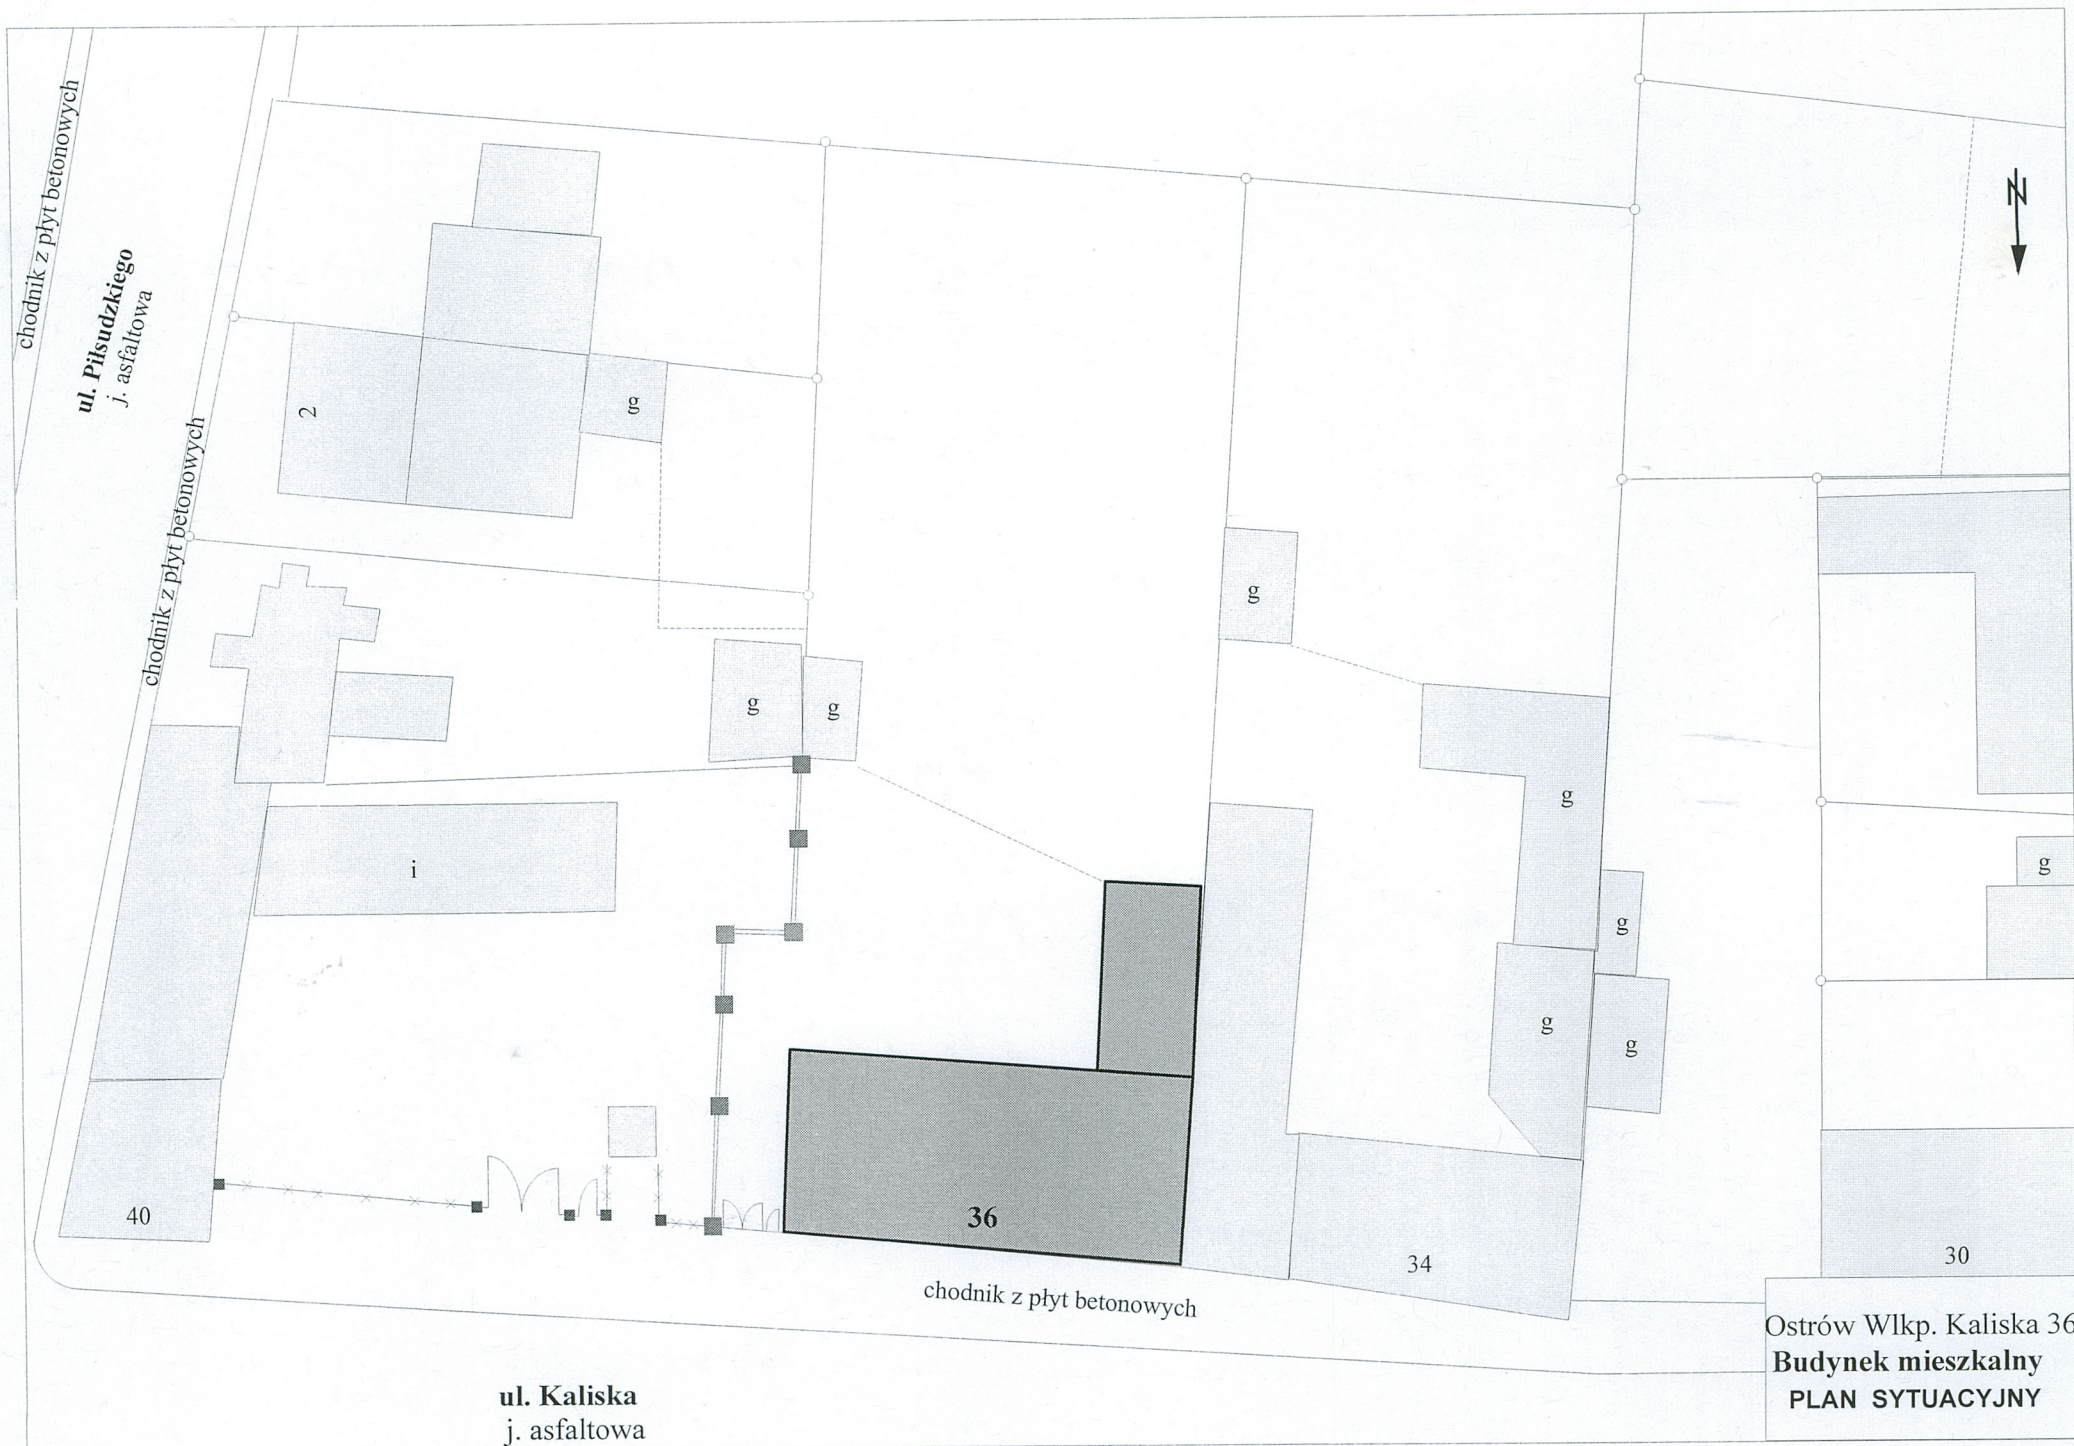 chodnik z płyt betonowych
ul. Piłsudzkiego
j. asfaltowa
chodnik z płyt betonowych
N
2
g
g
g
g
g
i
g
g
g
g
g
40
36
34
30
chodnik z płyt betonowych
ul. Kaliska
j. asfaltowa
Ostrów Wlkp. Kaliska 36
Budynek mieszkalny
PLAN SYTUACYJNY